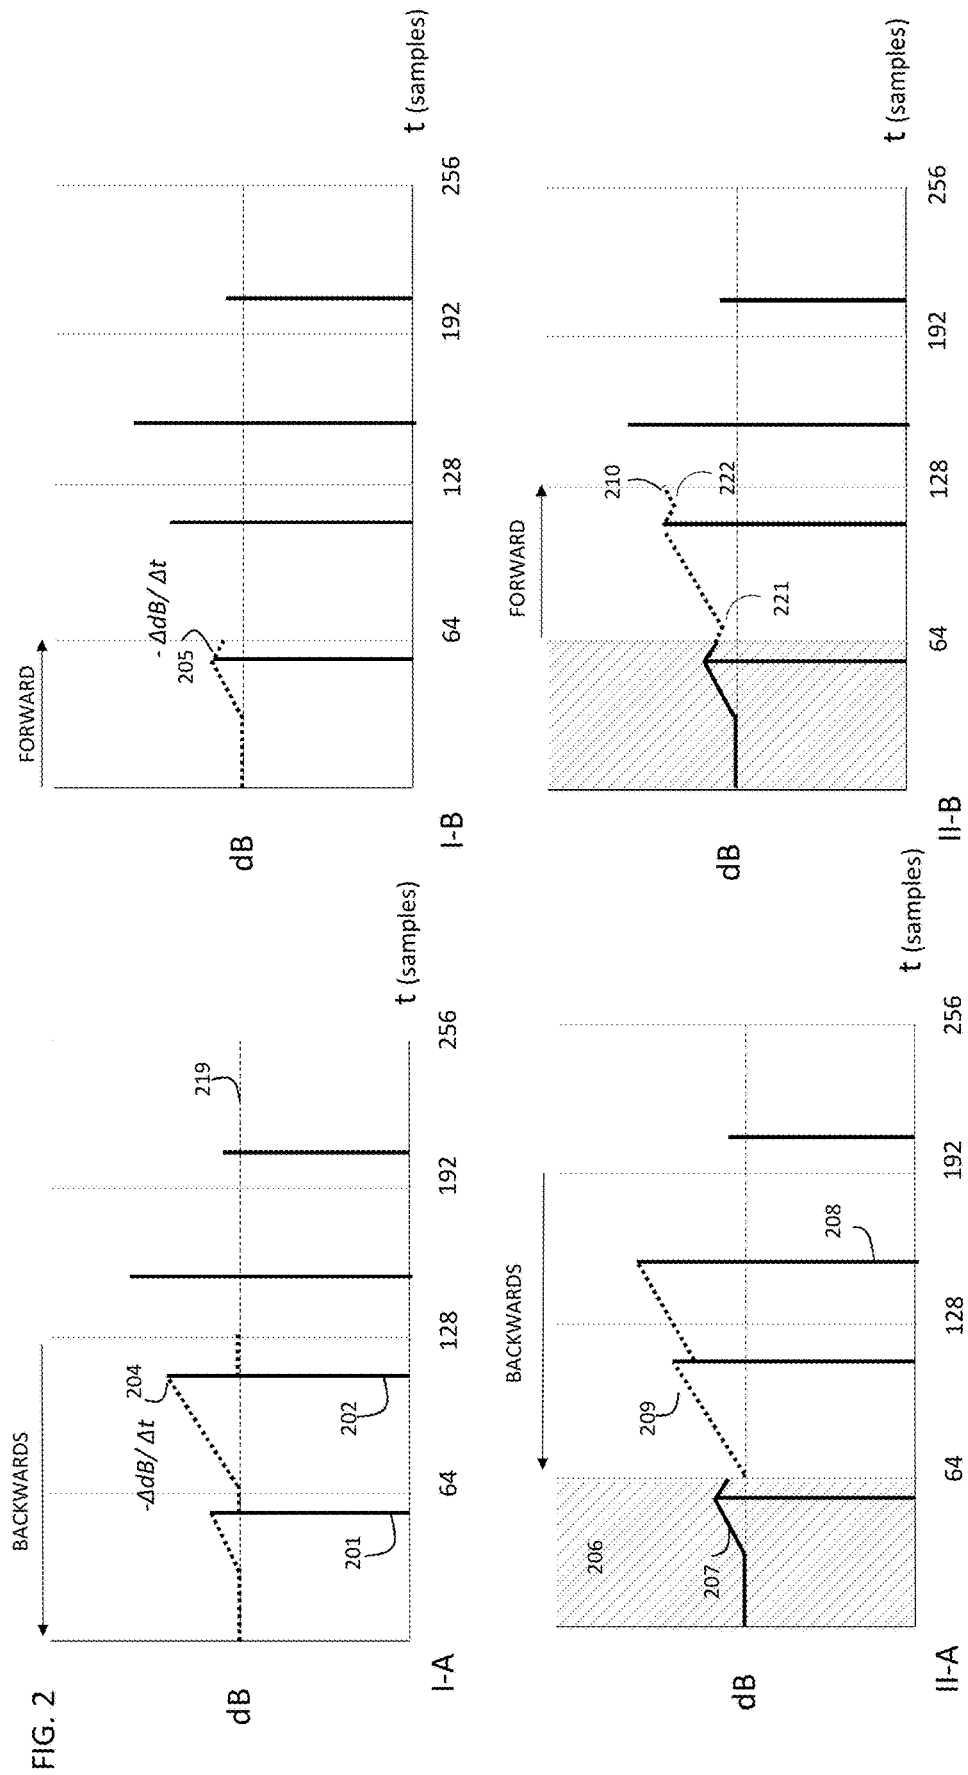 FIG. 2
BACKWARDS
204
-ΔdB/ Δt
219
dB
201
202
64
128
192
256
t (samples)
I-A
FORWARD
205
- ΔdB/ Δt
dB
64
128
192
256
t (samples)
I-B
BACKWARDS
206
207
209
208
dB
64
128
192
256
t (samples)
II-A
FORWARD
210
222
221
dB
64
128
192
256
t (samples)
II-B